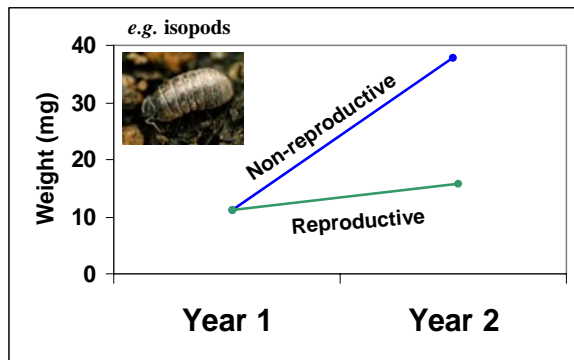 e.g. isopods
40
30
20
10
0
Weight (mg)
Non-reproductive
Reproductive
Year 1
Year 2